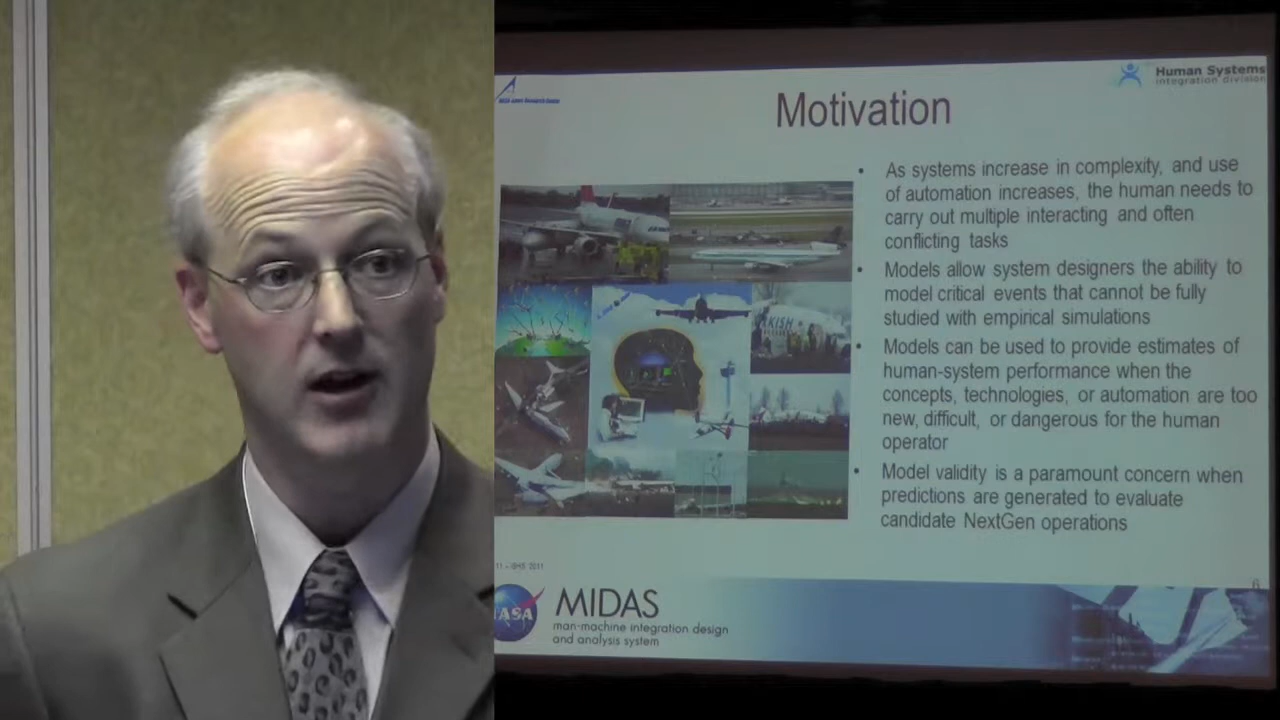 Human Systems
integration division
Motivation
• As systems increase in complexity, and use
of automation increases, the human needs to
carry out multiple interacting and often
conflicting tasks
• Models allow system designers the ability to
model critical events that cannot be fully
studied with empirical simulations
• Models can be used to provide estimates of
human-system performance when the
concepts, technologies, or automation are too
new, difficult, or dangerous for the human
operator
• Model validity is a paramount concern when
predictions are generated to evaluate
candidate NextGen operations
KISH
6
NASA
MIDAS
man-machine integration design
and analysis system